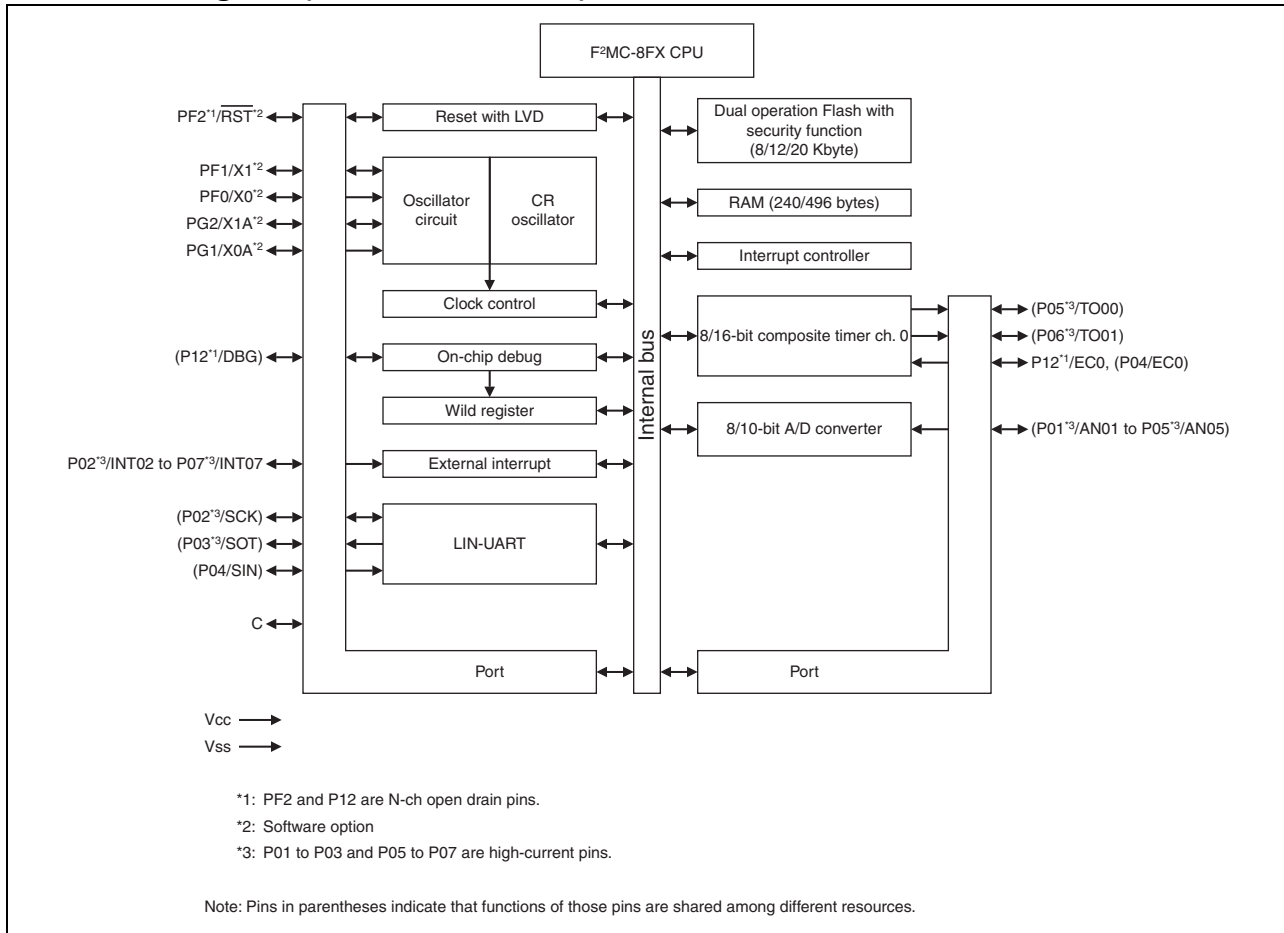 F²MC-8FX CPU
PF2*1/RST*2
Reset with LVD
Dual operation Flash with
security function
(8/12/20 Kbyte)
PF1/X1*2
PF0/X0*2
PG2/X1A*2
PG1/X0A*2
Oscillator
circuit
CR
oscillator
RAM (240/496 bytes)
Interrupt controller
Clock control
(P12*1/DBG)
On-chip debug
Wild register
Internal bus
8/16-bit composite timer ch. 0
(P05*3/TO00)
(P06*3/TO01)
P12*1/EC0, (P04/EC0)
8/10-bit A/D converter
(P01*3/AN01 to P05*3/AN05)
P02*3/INT02 to P07*3/INT07
External interrupt
(P02*3/SCK)
(P03*3/SOT)
(P04/SIN)
LIN-UART
C
Port
Port
Vcc
Vss
*1: PF2 and P12 are N-ch open drain pins.
*2: Software option
*3: P01 to P03 and P05 to P07 are high-current pins.
Note: Pins in parentheses indicate that functions of those pins are shared among different resources.